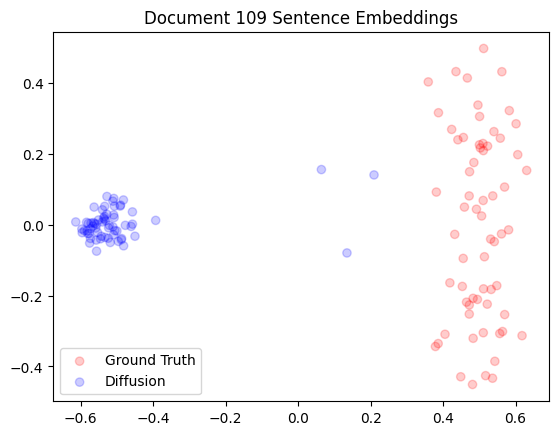 Document 109 Sentence Embeddings
0.4
0.2
0.0
−0.2
−0.4
Ground Truth
Diffusion
−0.6 −0.4 −0.2 0.0 0.2 0.4 0.6